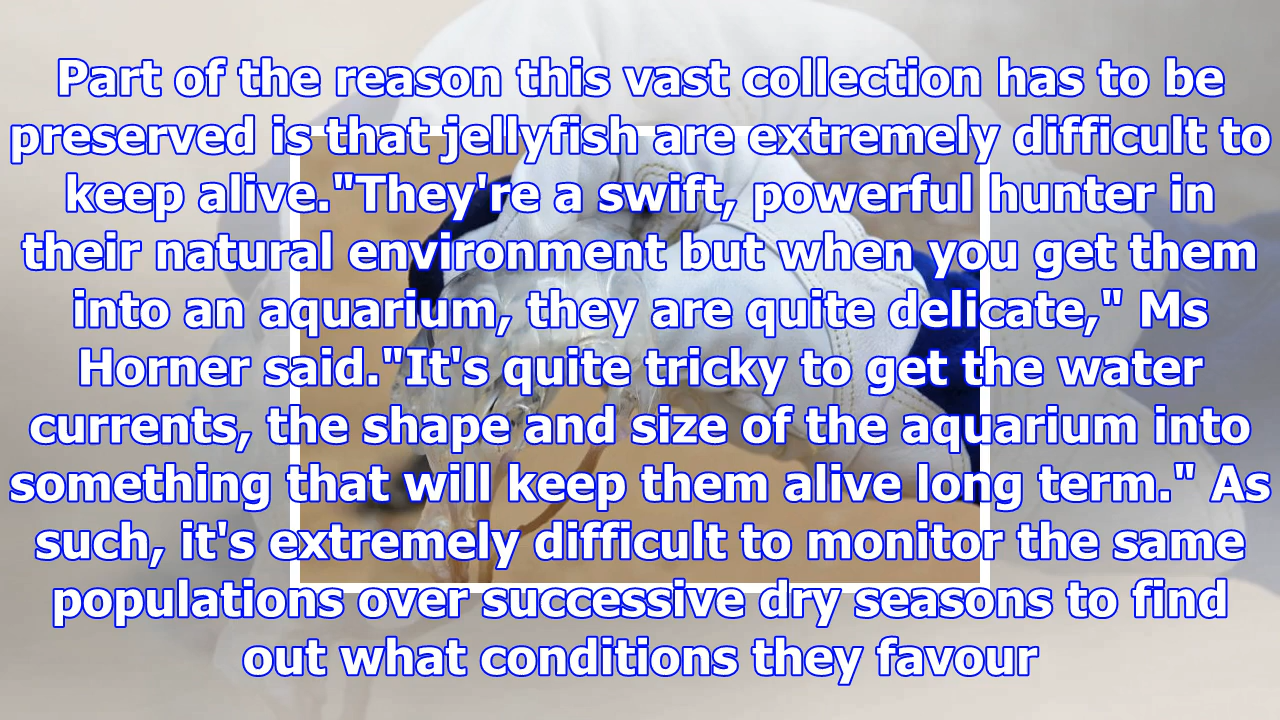 Part of the reason this vast collection has to be
preserved is that jellyfish are extremely difficult to
keep alive."They're a swift, powerful hunter in
their natural environment but when you get them
into an aquarium, they are quite delicate," Ms
Horner said."It's quite tricky to get the water
currents, the shape and size of the aquarium into
something that will keep them alive long term." As
such, it's extremely difficult to monitor the same
populations over successive dry seasons to find
out what conditions they favour